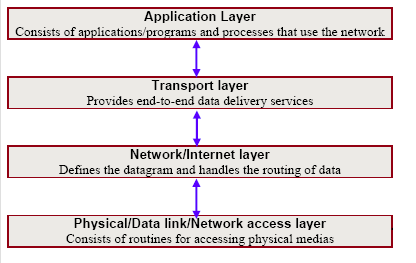 Application Layer
Consists of applications/programs and processes that use the network
Transport layer
Provides end-to-end data delivery services
Network/Internet layer
Defines the datagram and handles the routing of data
Physical/Data link/Network access layer
Consists of routines for accessing physical medias